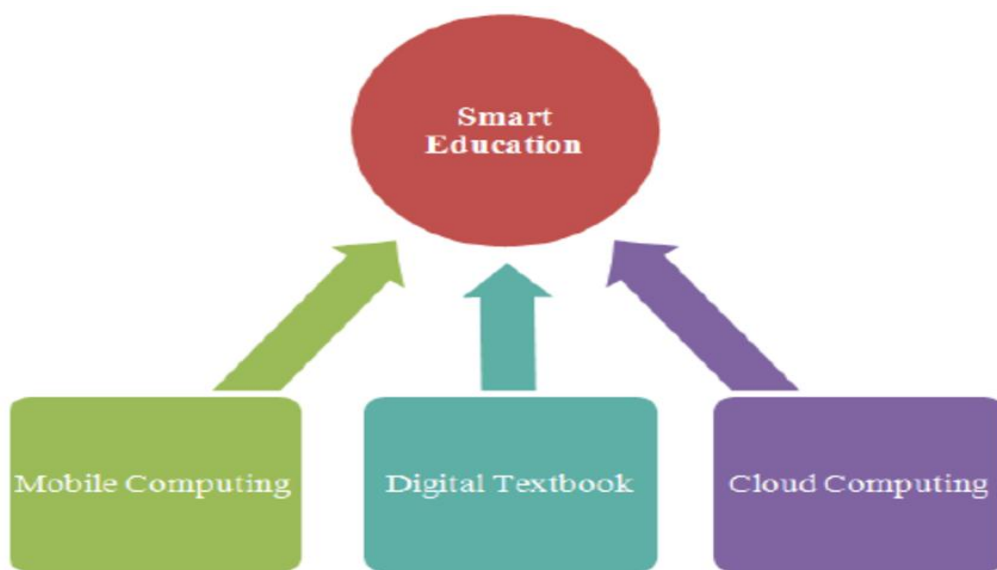 Smart
Education
Mobile Computing
Digital Textbook
Cloud Computing